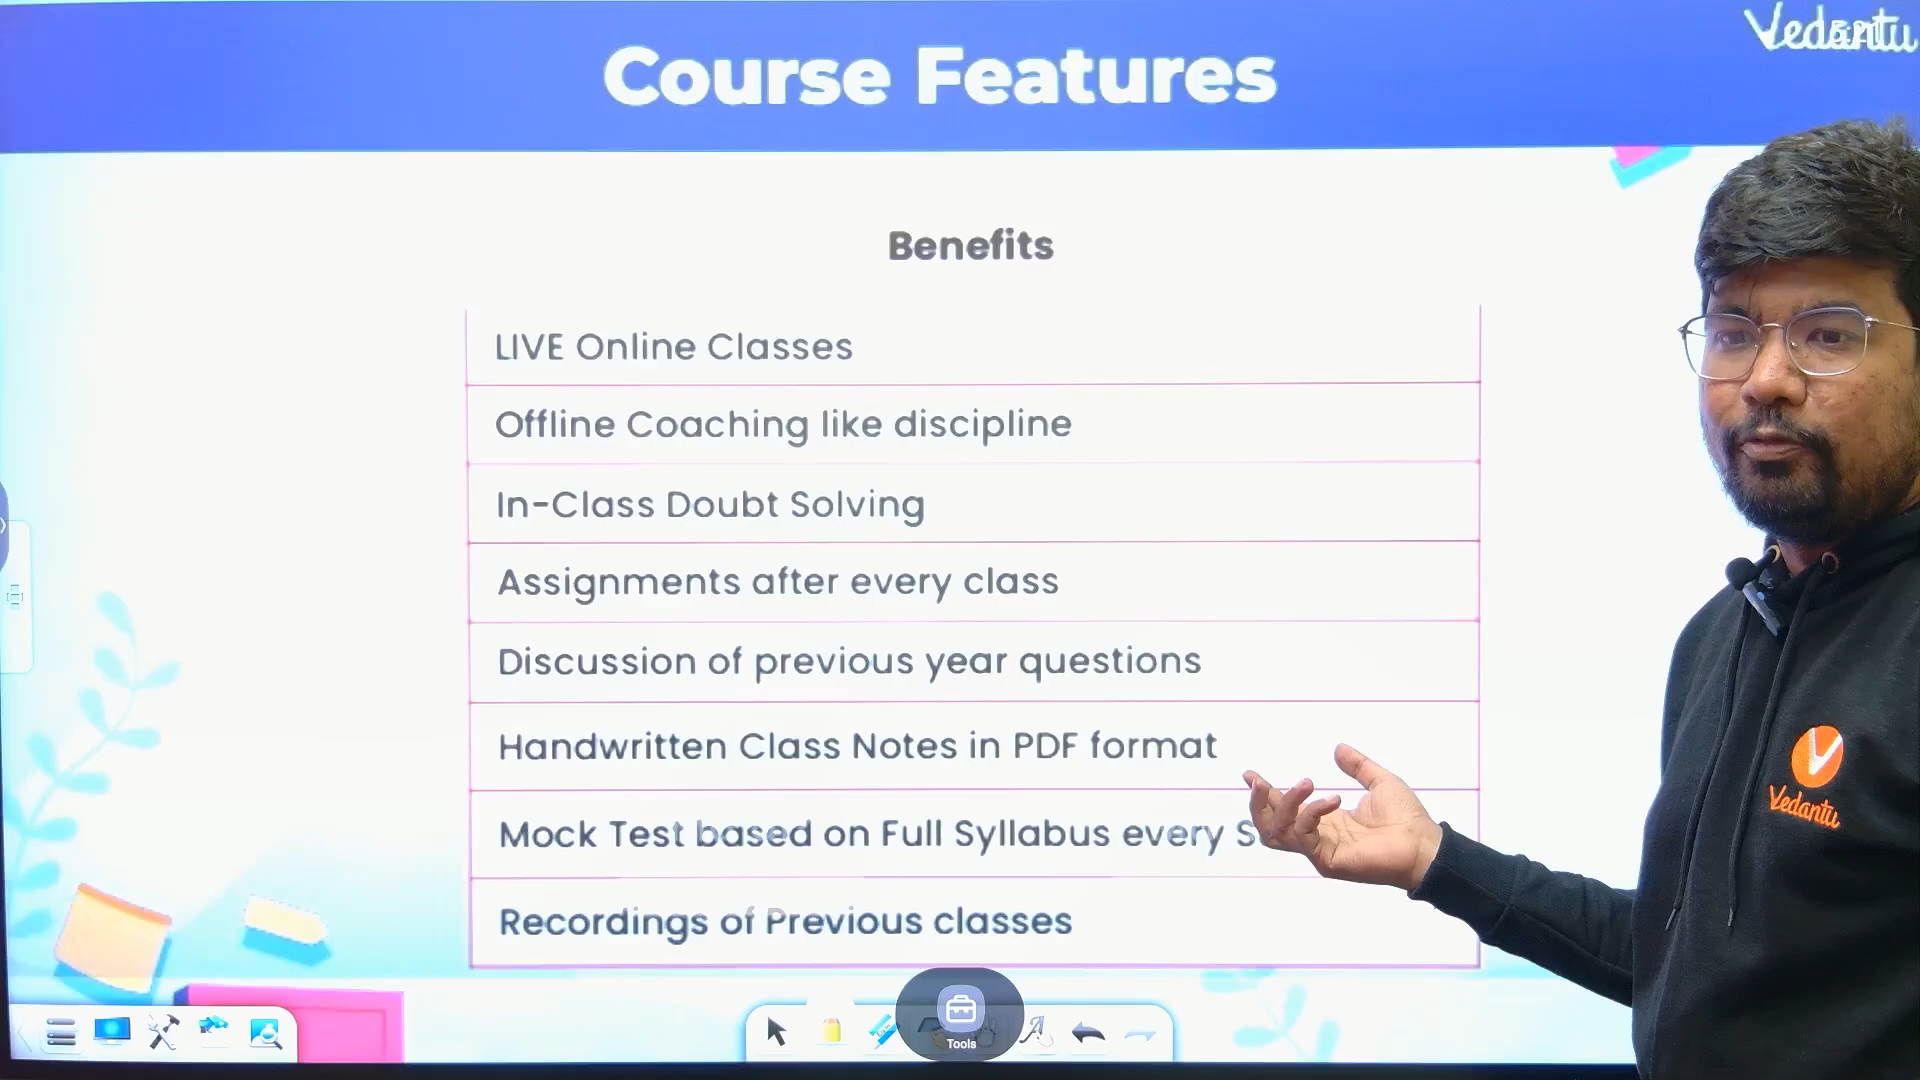 Vedantu
Course Features
Benefits
LIVE Online Classes
Offline Coaching like discipline
In-Class Doubt Solving
Assignments after every class
Discussion of previous year questions
Handwritten Class Notes in PDF format
Mock Test based on Full Syllabus every
Recordings of Previous classes
Vedantu
Tools